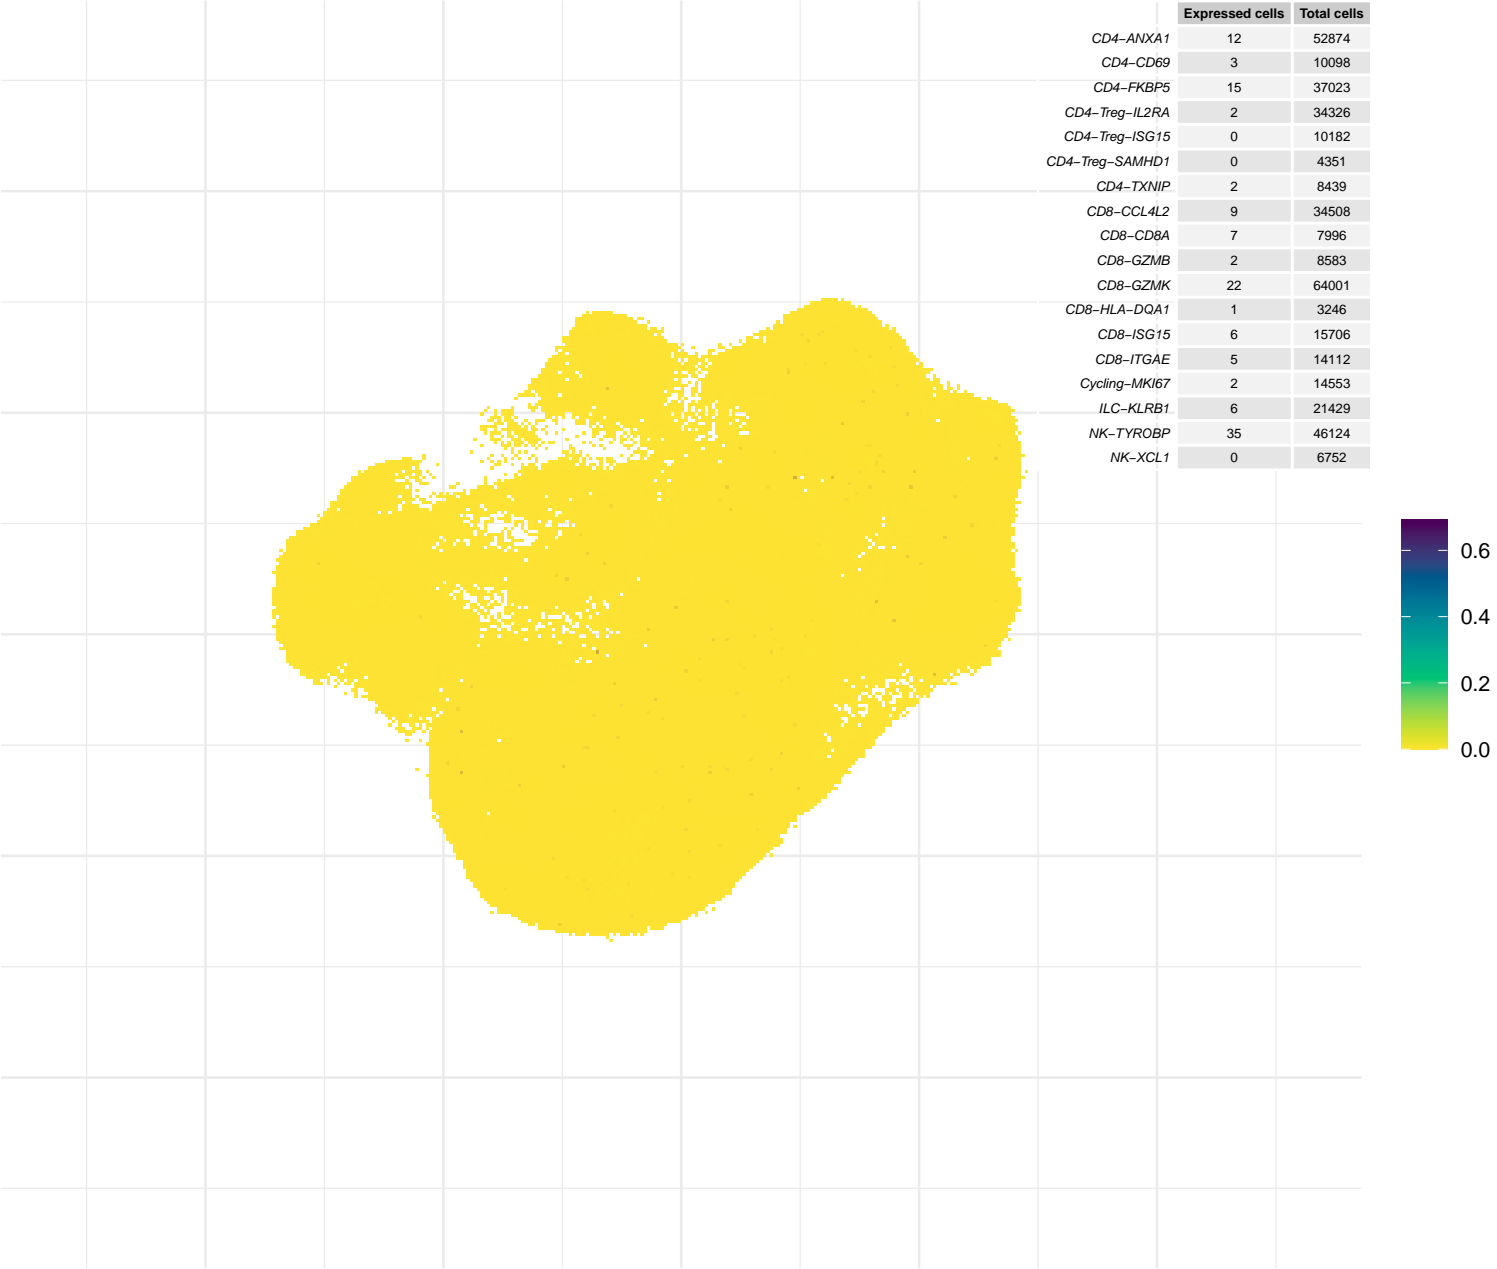 Expressed cells Total cells
CD4−ANXA1 12 52874
CD4−CD69 3 10098
CD4−FKBP5 15 37023
CD4−Treg−IL2RA 2 34326
CD4−Treg−ISG15 0 10182
CD4−Treg−SAMHD1 0 4351
CD4−TXNIP 2 8439
CD8−CCL4L2 9 34508
CD8−CD8A 7 7996
CD8−GZMB 2 8583
CD8−GZMK 22 64001
CD8−HLA−DQA1 1 3246
CD8−ISG15 6 15706
CD8−ITGAE 5 14112
Cycling−MKI67 2 14553
ILC−KLRB1 6 21429
NK−TYROBP 35 46124
NK−XCL1 0 6752
0.6
0.4
0.2
0.0